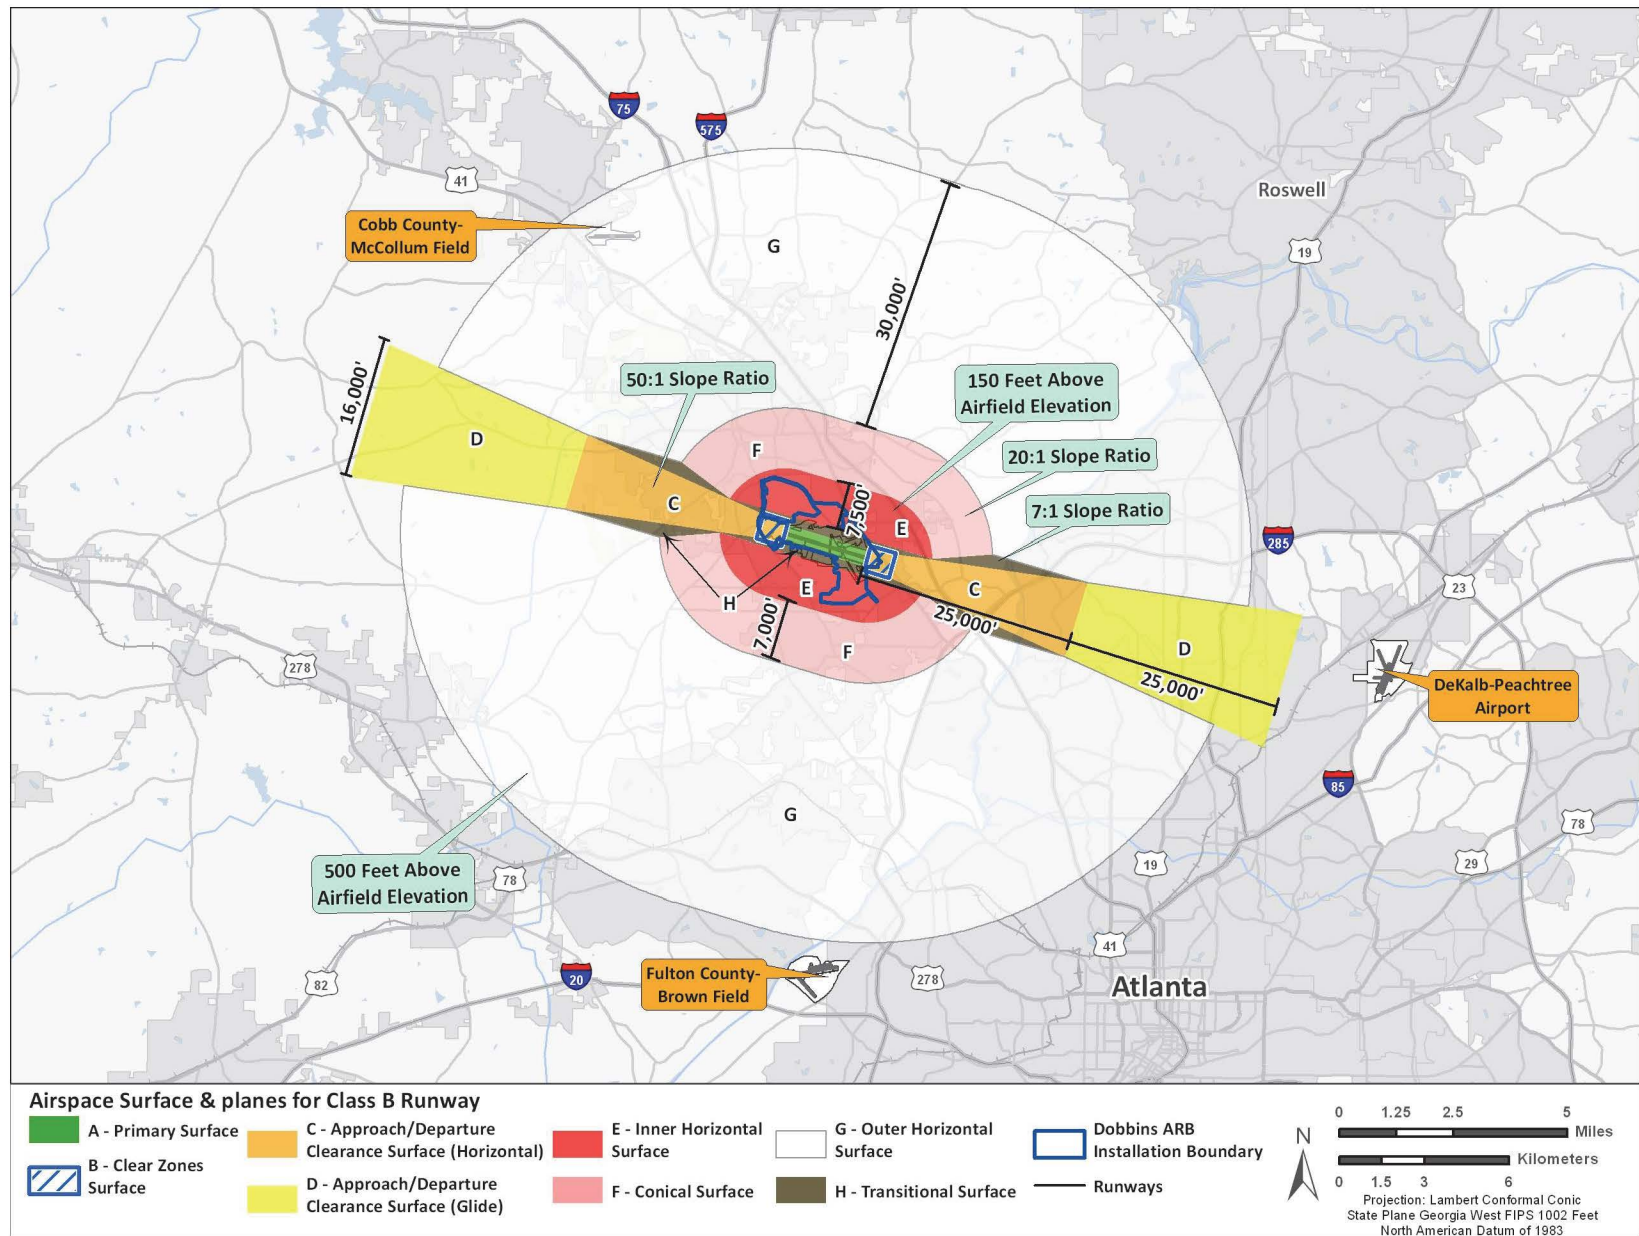 75
575
41
Roswell
Cobb County-
McCollum Field
G
19
30,000'
16,000'
50:1 Slope Ratio
150 Feet Above
Airfield Elevation
D
F
20:1 Slope Ratio
C
7,500'
E
7:1 Slope Ratio
285
23
H
E
C
25,000'
7,000'
F
D
278
25,000'
DeKalb-Peachtree
Airport
85
G
78
500 Feet Above
Airfield Elevation
78
19
29
41
82
20
Fulton County-
Brown Field
278
Atlanta
Airspace Surface & planes for Class B Runway
A - Primary Surface
B - Clear Zones
Surface
C - Approach/Departure
Clearance Surface (Horizontal)
D - Approach/Departure
Clearance Surface (Glide)
E - Inner Horizontal
Surface
F - Conical Surface
G - Outer Horizontal
Surface
H - Transitional Surface
Dobbins ARB
Installation Boundary
Runways
N
0 1.25 2.5 5
Miles
Kilometers
0 1.5 3 6
Projection: Lambert Conformal Conic
State Plane Georgia West FIPS 1002 Feet
North American Datum of 1983